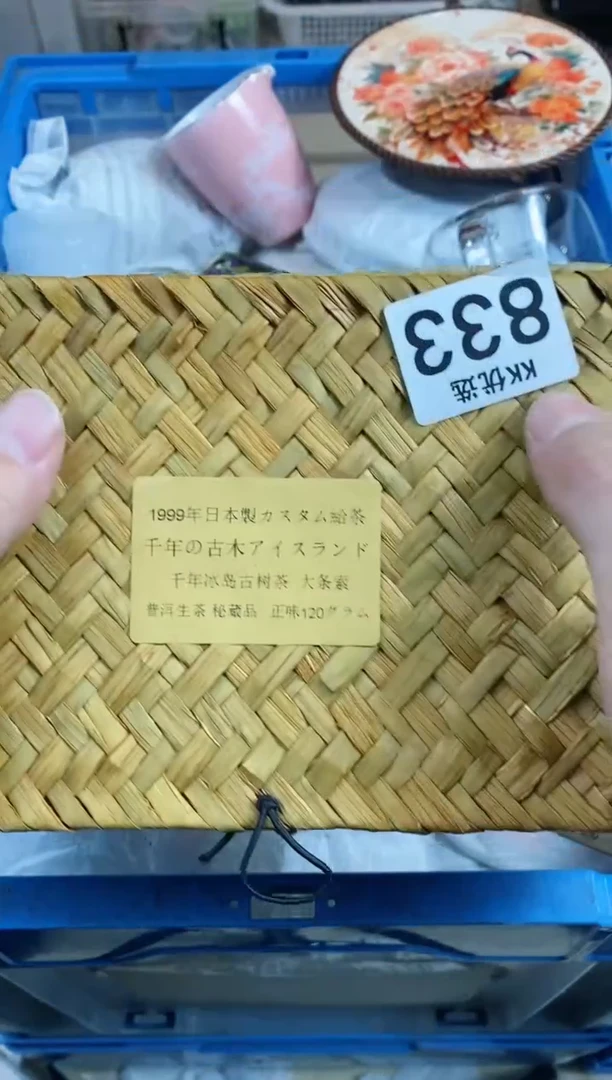 833
KK优选
1999年日本製カスタム
千年の古木アイスランド
千年冰岛古树茶 大条索
普洱生茶 秘蔵品 正味120グラム